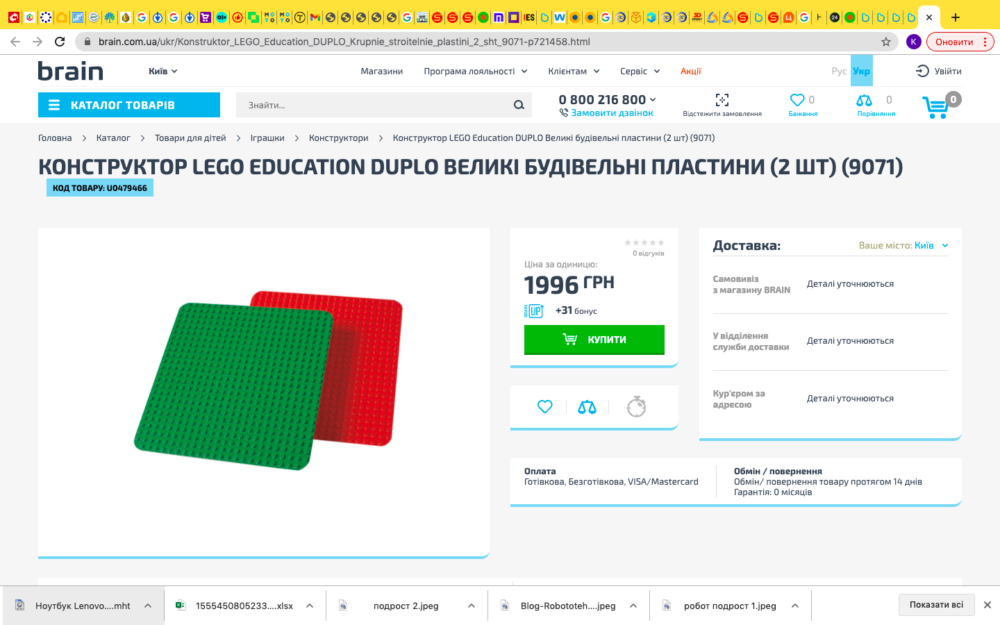 brain.com.ua/ukr/Konstruktor_LEGO_Education_DUPLO_Krupnie_stroitelnie_plastini_2_sht_9071-p721458.html
K
Оновити
brain
Київ
Магазини
Програма лояльності
Клієнтам
Сервіс
Акції
Рус
Укр
Увійти
КАТАЛОГ ТОВАРІВ
Знайти...
0 800 216 800
Замовити дзвінок
Відстежити замовлення
0
Бажання
0
Порівняння
0
Головна
Каталог
Товари для дітей
Іграшки
Конструктори
Конструктор LEGO Education DUPLO Великі будівельні пластини (2 шт) (9071)
КОНСТРУКТОР LEGO EDUCATION DUPLO ВЕЛИКІ БУДІВЕЛЬНІ ПЛАСТИНИ (2 ШТ) (9071)
КОД ТОВАРУ: U0479466
0 відгуків
Ціна за одиницю:
1996 ГРН
BRAIN UP
+31 бонус
КУПИТИ
Доставка:
Ваше місто: Київ
Самовивіз
з магазину BRAIN
Деталі уточнюються
У відділення
служби доставки
Деталі уточнюються
Кур'єром за
адресою
Деталі уточнюються
Оплата
Готівкова, Безготівкова, VISA/Mastercard
Обмін / повернення
Обмін/ повернення товару протягом 14 днів
Гарантія: 0 місяців
Ноутбук Lenovo....mht
1555450805233....xlsx
подрост 2.jpeg
Blog-Robototeh....jpeg
робот подрост 1.jpeg
Показати всі